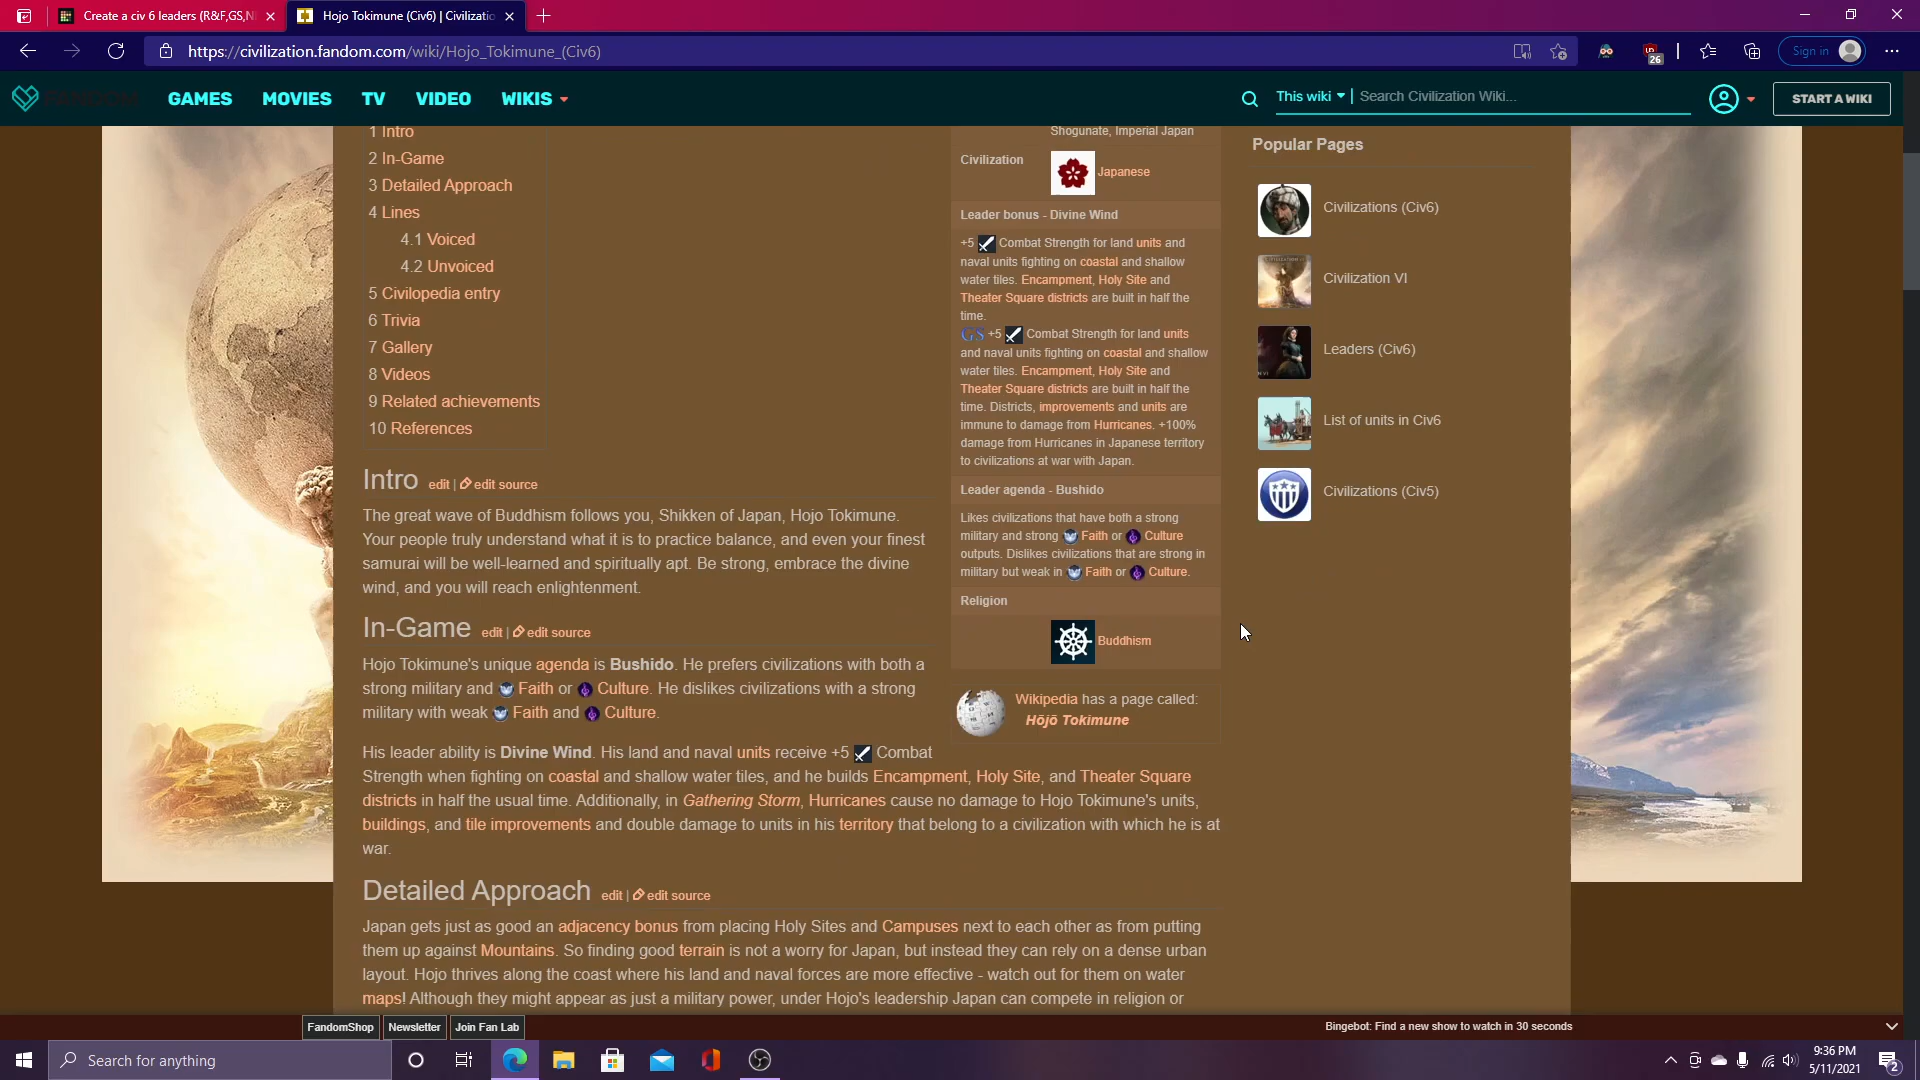 Create a civ 6 leaders (R&F,GS,N
Hojo Tokimune (Civ6) | Civilizatio
https://civilization.fandom.com/wiki/Hojo_Tokimune_(Civ6)
26
Sign in
FANDOM
GAMES
MOVIES
TV
VIDEO
WIKIS
This wiki
Search Civilization Wiki...
START A WIKI
1 Intro
2 In-Game
3 Detailed Approach
4 Lines
4.1 Voiced
4.2 Unvoiced
5 Civilopedia entry
6 Trivia
7 Gallery
8 Videos
9 Related achievements
10 References
Intro edit | edit source
The great wave of Buddhism follows you, Shikken of Japan, Hojo Tokimune.
Your people truly understand what it is to practice balance, and even your finest
samurai will be well-learned and spiritually apt. Be strong, embrace the divine
wind, and you will reach enlightenment.
In-Game edit | edit source
Hojo Tokimune's unique agenda is Bushido. He prefers civilizations with both a
strong military and Faith or Culture. He dislikes civilizations with a strong
military with weak Faith and Culture.
His leader ability is Divine Wind. His land and naval units receive +5 Combat
Strength when fighting on coastal and shallow water tiles, and he builds Encampment, Holy Site, and Theater Square
districts in half the usual time. Additionally, in Gathering Storm, Hurricanes cause no damage to Hojo Tokimune's units,
buildings, and tile improvements and double damage to units in his territory that belong to a civilization with which he is at
war.
Detailed Approach edit | edit source
Japan gets just as good an adjacency bonus from placing Holy Sites and Campuses next to each other as from putting
them up against Mountains. So finding good terrain is not a worry for Japan, but instead they can rely on a dense urban
layout. Hojo thrives along the coast where his land and naval forces are more effective - watch out for them on water
maps! Although they might appear as just a military power, under Hojo's leadership Japan can compete in religion or
Shogunate, Imperial Japan
Civilization
Japanese
Leader bonus - Divine Wind
+5 Combat Strength for land units and
naval units fighting on coastal and shallow
water tiles. Encampment, Holy Site and
Theater Square districts are built in half the
time.
GS +5 Combat Strength for land units
and naval units fighting on coastal and shallow
water tiles. Encampment, Holy Site and
Theater Square districts are built in half the
time. Districts, improvements and units are
immune to damage from Hurricanes. +100%
damage from Hurricanes in Japanese territory
to civilizations at war with Japan.
Leader agenda - Bushido
Likes civilizations that have both a strong
military and strong Faith or Culture
outputs. Dislikes civilizations that are strong in
military but weak in Faith or Culture.
Religion
Buddhism
Wikipedia has a page called:
Hōjō Tokimune
Popular Pages
Civilizations (Civ6)
Civilization VI
Leaders (Civ6)
List of units in Civ6
Civilizations (Civ5)
FandomShop
Newsletter
Join Fan Lab
Bingebot: Find a new show to watch in 30 seconds
Search for anything
9:36 PM
5/11/2021
2